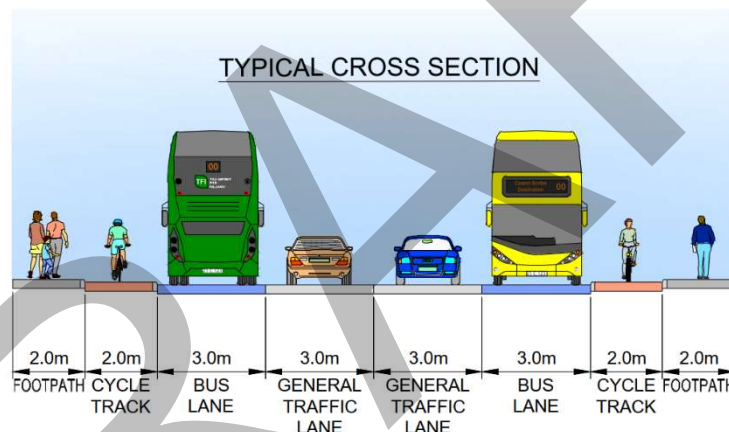 TYPICAL CROSS SECTION
00
TFI
00
2.0m 2.0m 3.0m 3.0m 3.0m 3.0m 2.0m 2.0m
FOOTPATH CYCLE BUS GENERAL GENERAL BUS CYCLE FOOTPATH
TRACK LANE TRAFFIC TRAFFIC LANE TRACK
LANE LANE